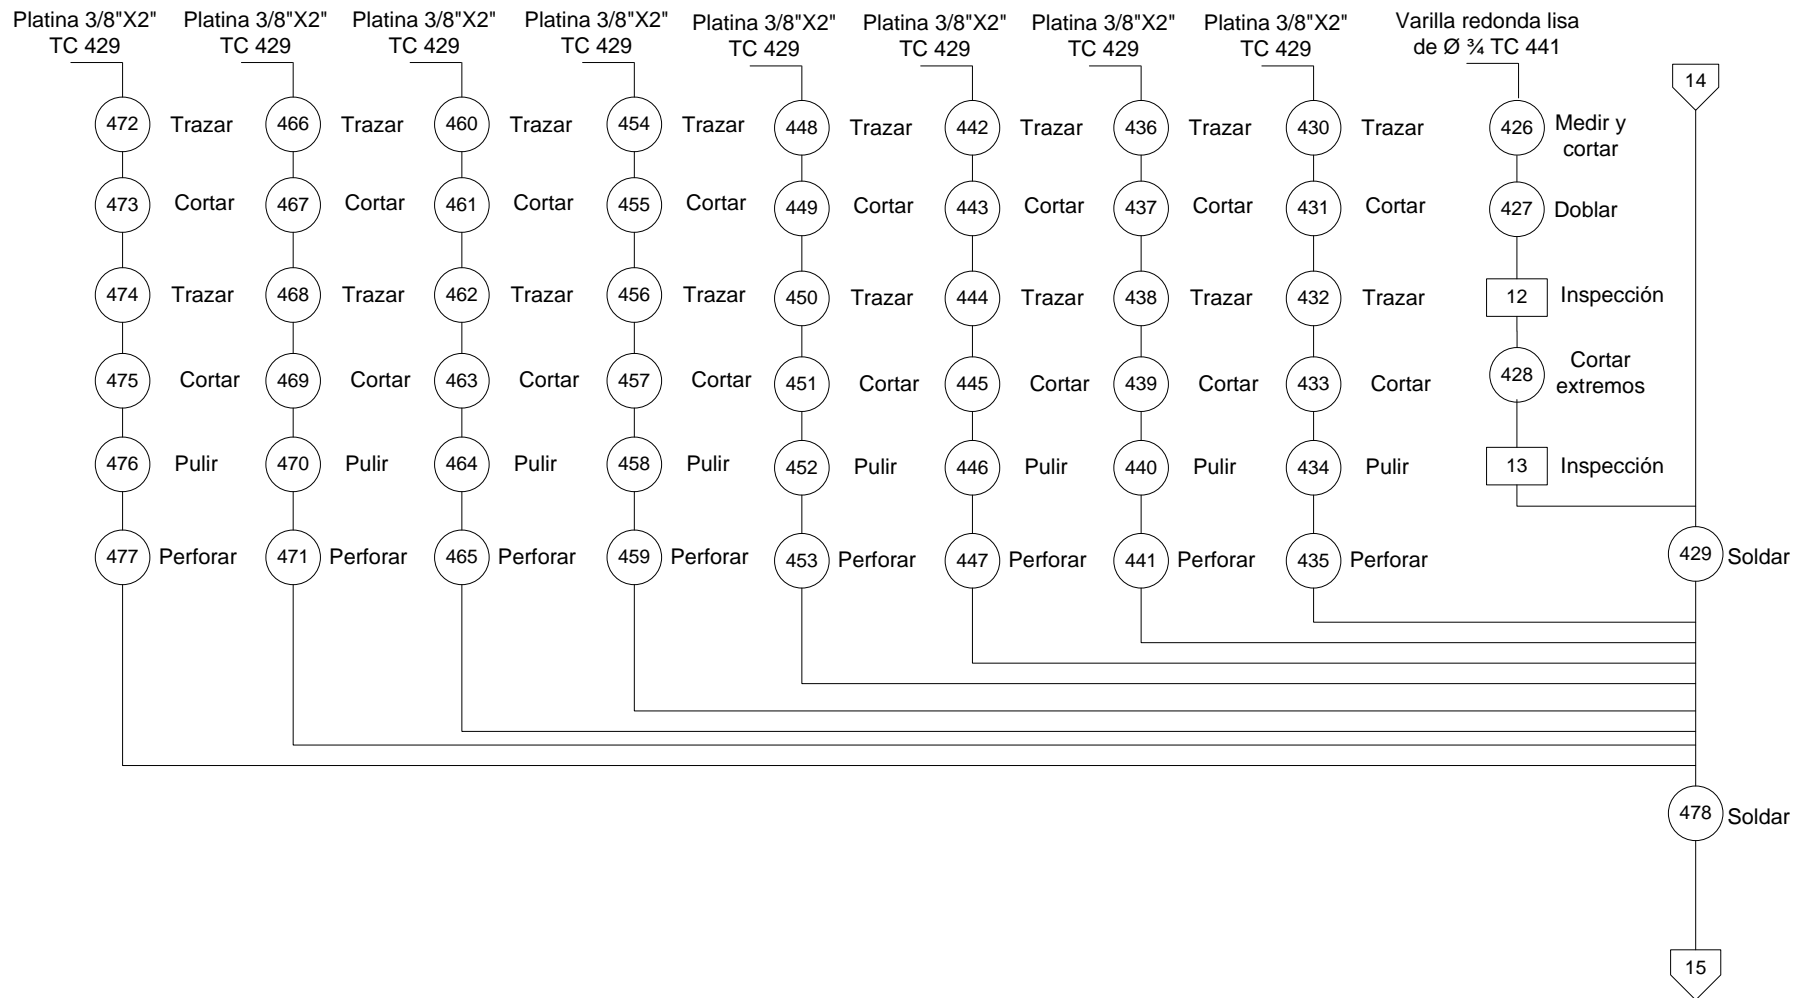 Platina 3/8"X2"
TC 429
Platina 3/8"X2"
TC 429
Platina 3/8"X2"
TC 429
Platina 3/8"X2"
TC 429
Platina 3/8"X2"
TC 429
Platina 3/8"X2"
TC 429
Platina 3/8"X2"
TC 429
Platina 3/8"X2"
TC 429
Varilla redonda lisa
de Ø ¾ TC 441
14
472 Trazar 466 Trazar 460 Trazar 454 Trazar 448 Trazar 442 Trazar 436 Trazar 430 Trazar 426 Medir y
cortar
473 Cortar 467 Cortar 461 Cortar 455 Cortar 449 Cortar 443 Cortar 437 Cortar 431 Cortar 427 Doblar
474 Trazar 468 Trazar 462 Trazar 456 Trazar 450 Trazar 444 Trazar 438 Trazar 432 Trazar 12 Inspección
475 Cortar 469 Cortar 463 Cortar 457 Cortar 451 Cortar 445 Cortar 439 Cortar 433 Cortar 428 Cortar
extremos
476 Pulir 470 Pulir 464 Pulir 458 Pulir 452 Pulir 446 Pulir 440 Pulir 434 Pulir 13 Inspección
477 Perforar 471 Perforar 465 Perforar 459 Perforar 453 Perforar 447 Perforar 441 Perforar 435 Perforar 429 Soldar
478 Soldar
15